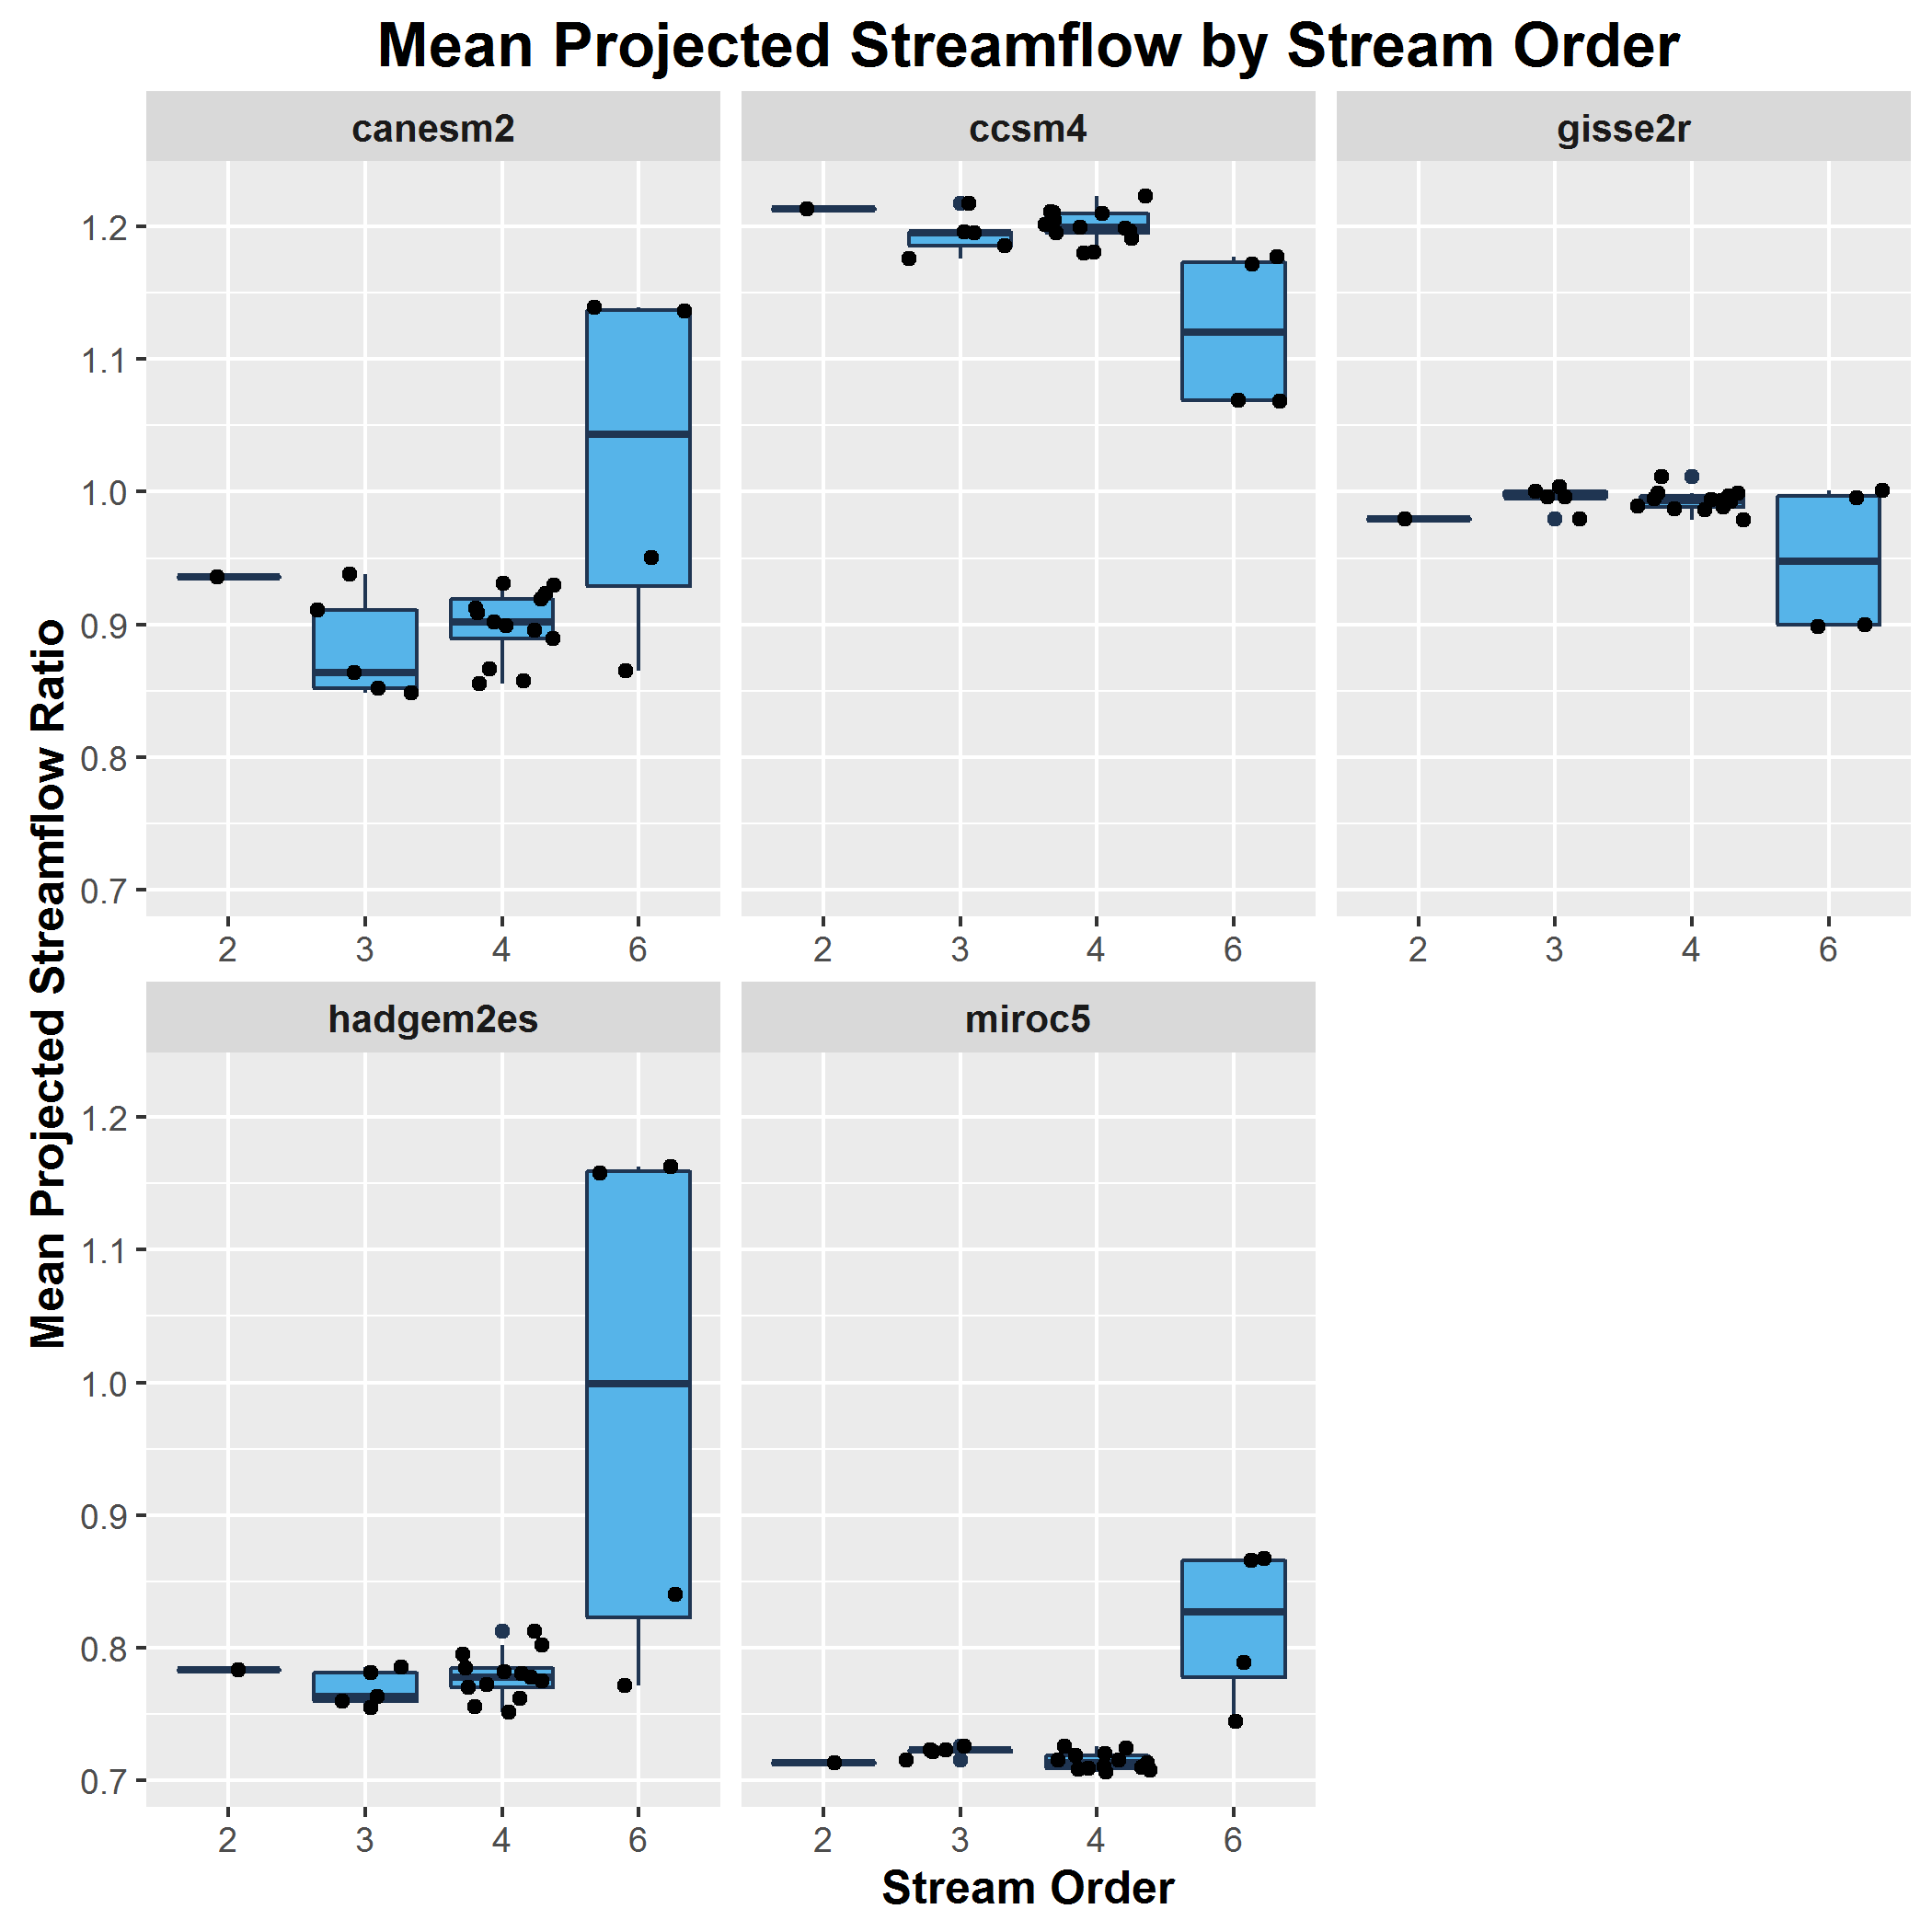 Mean Projected Streamflow by Stream Order
canesm2 ccsm4 gisse2r
1.2
1.1
1.0
0.9
0.8
0.7
2 3 4 6 2 3 4 6 2 3 4 6
Mean Projected Streamflow Ratio
hadgem2es miroc5
1.2
1.1
1.0
0.9
0.8
0.7
2 3 4 6 2 3 4 6
Stream Order